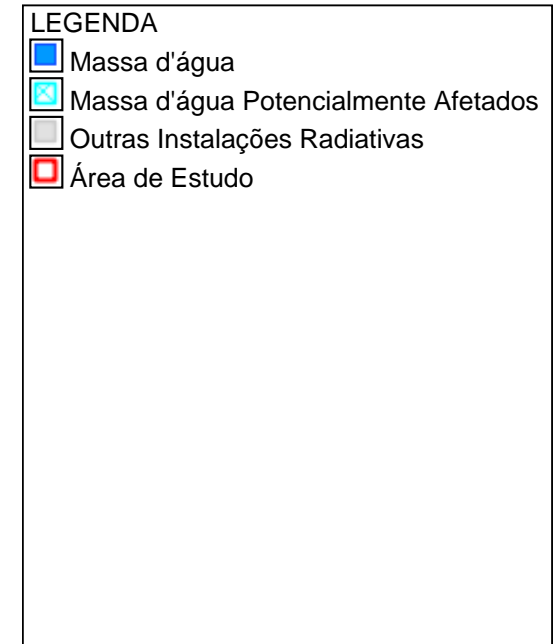 LEGENDA
Massa d'água
Massa d'água Potencialmente Afetados
Outras Instalações Radiativas
Área de Estudo